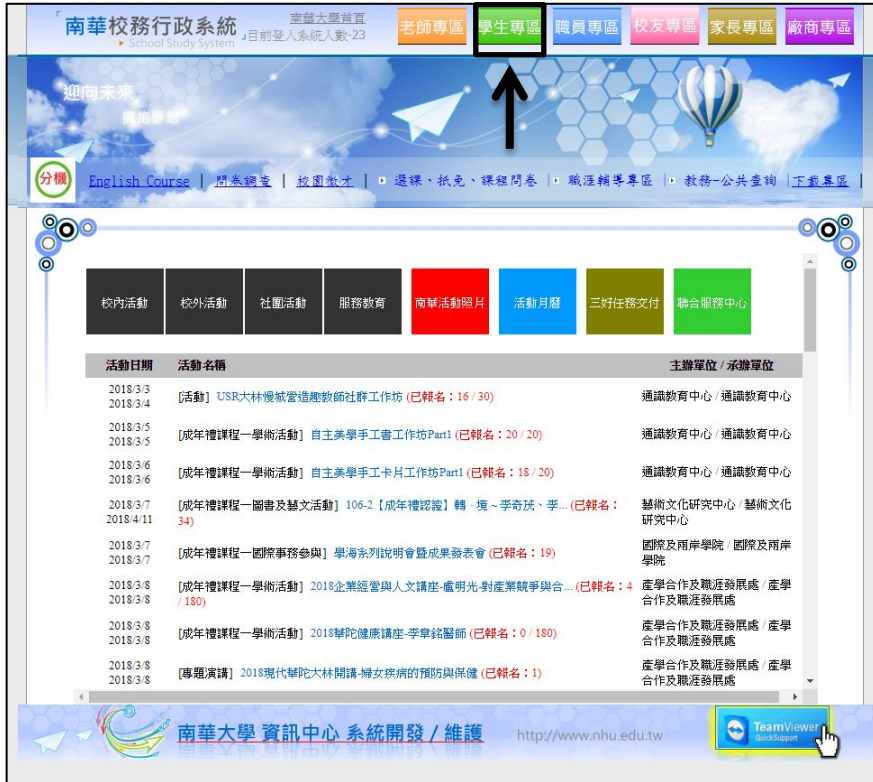 「南華校務行政系統」
School Study System
南華大學首頁
目前登入系統人數-23
老師專區 學生專區 職員專區 校友專區 家長專區 廠商專區
迎向未來
擁抱夢想
分機 English Course | 問卷調查 | 校園徵才 | 選課、抵免、課程問卷 | 職涯輔導專區 | 教務-公共查詢 | 下載專區 |
校內活動 校外活動 社團活動 服務教育 南華活動照片 活動月曆 三好任務交付 聯合服務中心
活動日期 活動名稱 主辦單位 / 承辦單位
2018/3/3
2018/3/4
[活動] USR大林慢城營造趣教師社群工作坊 (已報名：16 / 30)
通識教育中心 / 通識教育中心
2018/3/5
2018/3/5
[成年禮課程－學術活動] 自主美學手工書工作坊Part1 (已報名：20 / 20)
通識教育中心 / 通識教育中心
2018/3/6
2018/3/6
[成年禮課程－學術活動] 自主美學手工卡片工作坊Part1 (已報名：18 / 20)
通識教育中心 / 通識教育中心
2018/3/7
2018/4/11
[成年禮課程－圖書及藝文活動] 106-2【成年禮認證】轉‧境～李奇茂、李... (已報名：
34)
藝術文化研究中心 / 藝術文化
研究中心
2018/3/7
2018/3/7
[成年禮課程－國際事務參與] 學海系列說明會暨成果發表會 (已報名：19)
國際及兩岸學院 / 國際及兩岸
學院
2018/3/8
2018/3/8
[成年禮課程－學術活動] 2018企業經營與人文講座-盧明光-對產業競爭與合... (已報名：4
/ 180)
產學合作及職涯發展處 / 產學
合作及職涯發展處
2018/3/8
2018/3/8
[成年禮課程－學術活動] 2018華陀健康講座-李章銘醫師 (已報名：0 / 180)
產學合作及職涯發展處 / 產學
合作及職涯發展處
2018/3/8
2018/3/8
[專題演講] 2018現代華陀大林開講-婦女疾病的預防與保健 (已報名：1)
產學合作及職涯發展處 / 產學
合作及職涯發展處
南華大學 資訊中心 系統開發 / 維護 http://www.nhu.edu.tw
TeamViewer
QuickSupport